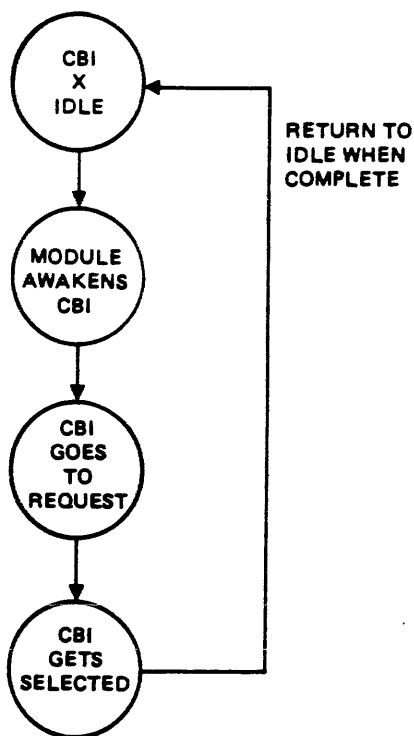 CBI
X
IDLE
RETURN TO
IDLE WHEN
COMPLETE
MODULE
AWAKENS
CBI
CBI
GOES
TO
REQUEST
CBI
GETS
SELECTED